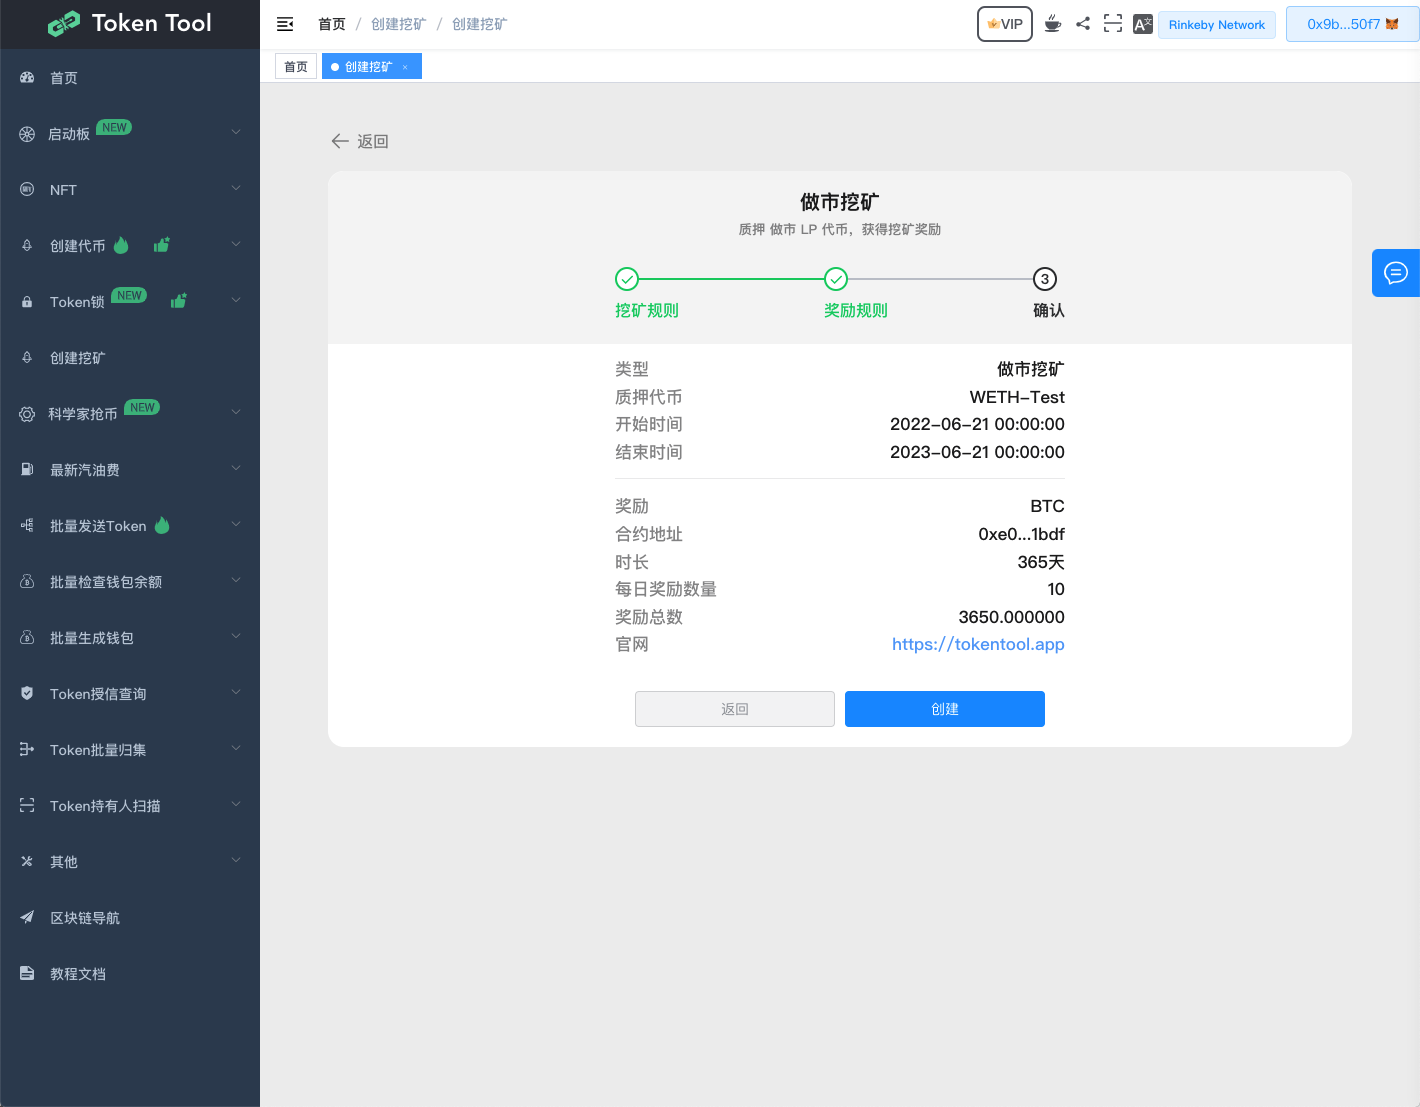 Token Tool
首页 / 创建挖矿 / 创建挖矿
VIP
Rinkeby Network
0x9b...50f7
首页
创建挖矿 ×
首页
启动板 NEW
NFT
创建代币
Token锁 NEW
创建挖矿
科学家抢币 NEW
最新汽油费
批量发送Token
批量检查钱包余额
批量生成钱包
Token授信查询
Token批量归集
Token持有人扫描
其他
区块链导航
教程文档
返回
做市挖矿
质押 做市 LP 代币，获得挖矿奖励
3
挖矿规则 奖励规则 确认
类型 做市挖矿
质押代币 WETH-Test
开始时间 2022-06-21 00:00:00
结束时间 2023-06-21 00:00:00
奖励 BTC
合约地址 0xe0...1bdf
时长 365天
每日奖励数量 10
奖励总数 3650.000000
官网 https://tokentool.app
返回 创建